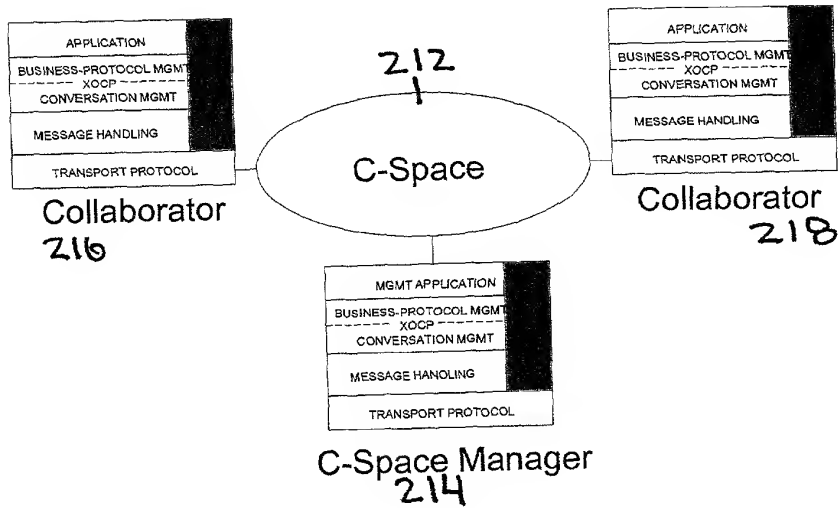 APPLICATION
BUSINESS-PROTOCOL MGMT
XOCP
CONVERSATION MGMT
MESSAGE HANDLING
TRANSPORT PROTOCOL
Collaborator
216
212
C-Space
APPLICATION
BUSINESS-PROTOCOL MGMT
XOCP
CONVERSATION MGMT
MESSAGE HANDLING
TRANSPORT PROTOCOL
Collaborator
218
MGMT APPLICATION
BUSINESS-PROTOCOL MGMT
XOCP
CONVERSATION MGMT
MESSAGE HANDLING
TRANSPORT PROTOCOL
C-Space Manager
214